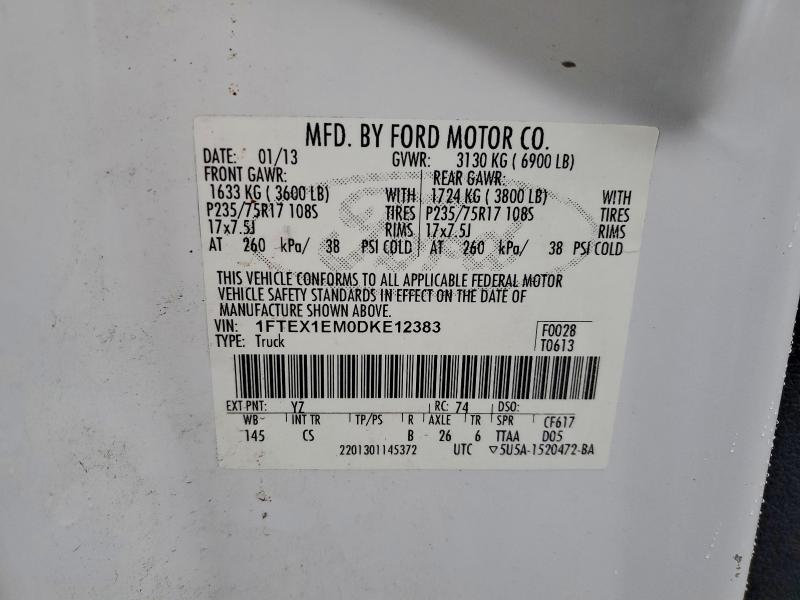 MFD. BY FORD MOTOR CO.
DATE: 01/13 GVWR: 3130 KG ( 6900 LB)
FRONT GAWR: REAR GAWR:
1633 KG ( 3600 LB) WITH 1724 KG ( 3800 LB) WITH
P235/75R17 108S TIRES P235/75R17 108S TIRES
17x7.5J RIMS 17x7.5J RIMS
AT 260 kPa/ 38 PSI COLD AT 260 kPa/ 38 PSI COLD
THIS VEHICLE CONFORMS TO ALL APPLICABLE FEDERAL MOTOR
VEHICLE SAFETY STANDARDS IN EFFECT ON THE DATE OF
MANUFACTURE SHOWN ABOVE.
VIN: 1FTEX1EM0DKE12383 F0028
TYPE: Truck T0613
EXT PNT: YZ RC: 74 DSO:
WB INT TR TP/PS R AXLE TR SPR CF617
145 CS B 26 6 TTAA D05
2201301145372 UTC ▽5U5A-1520472-BA